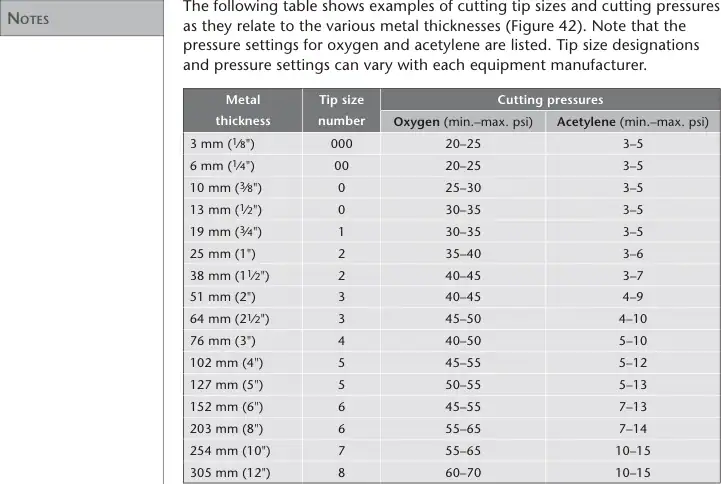 NOTES
The following table shows examples of cutting tip sizes and cutting pressures
as they relate to the various metal thicknesses (Figure 42). Note that the
pressure settings for oxygen and acetylene are listed. Tip size designations
and pressure settings can vary with each equipment manufacturer.
Metal thickness Tip size number Cutting pressures
Oxygen (min.–max. psi) Acetylene (min.–max. psi)
3 mm (1⁄8") 000 20–25 3–5
6 mm (1⁄4") 00 20–25 3–5
10 mm (3⁄8") 0 25–30 3–5
13 mm (1⁄2") 0 30–35 3–5
19 mm (3⁄4") 1 30–35 3–5
25 mm (1") 2 35–40 3–6
38 mm (1 1⁄2") 2 40–45 3–7
51 mm (2") 3 40–45 4–9
64 mm (2 1⁄2") 3 45–50 4–10
76 mm (3") 4 40–50 5–10
102 mm (4") 5 45–55 5–12
127 mm (5") 5 50–55 5–13
152 mm (6") 6 45–55 7–13
203 mm (8") 6 55–65 7–14
254 mm (10") 7 55–65 10–15
305 mm (12") 8 60–70 10–15